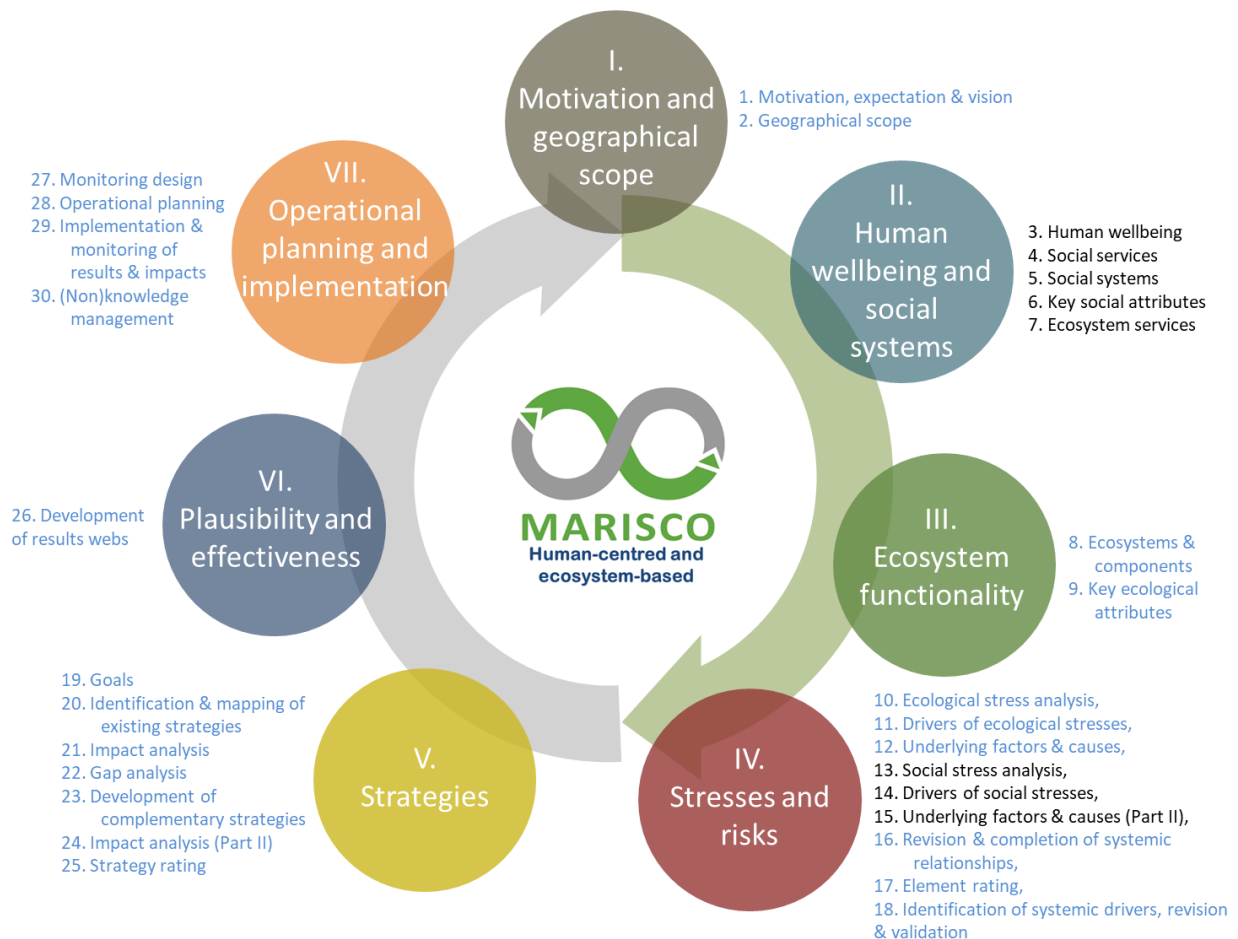 I.
Motivation and
geographical
scope
1. Motivation, expectation & vision
2. Geographical scope
II.
Human
wellbeing and
social
systems
3. Human wellbeing
4. Social services
5. Social systems
6. Key social attributes
7. Ecosystem services
III.
Ecosystem
functionality
8. Ecosystems &
components
9. Key ecological
attributes
IV.
Stresses and
risks
10. Ecological stress analysis,
11. Drivers of ecological stresses,
12. Underlying factors & causes,
13. Social stress analysis,
14. Drivers of social stresses,
15. Underlying factors & causes (Part II),
16. Revision & completion of systemic
relationships,
17. Element rating,
18. Identification of systemic drivers, revision
& validation
V.
Strategies
19. Goals
20. Identification & mapping of
existing strategies
21. Impact analysis
22. Gap analysis
23. Development of
complementary strategies
24. Impact analysis (Part II)
25. Strategy rating
VI.
Plausibility and
effectiveness
26. Development
of results webs
VII.
Operational
planning and
implementation
27. Monitoring design
28. Operational planning
29. Implementation &
monitoring of
results & impacts
30. (Non)knowledge
management
MARISCO
Human-centred and
ecosystem-based